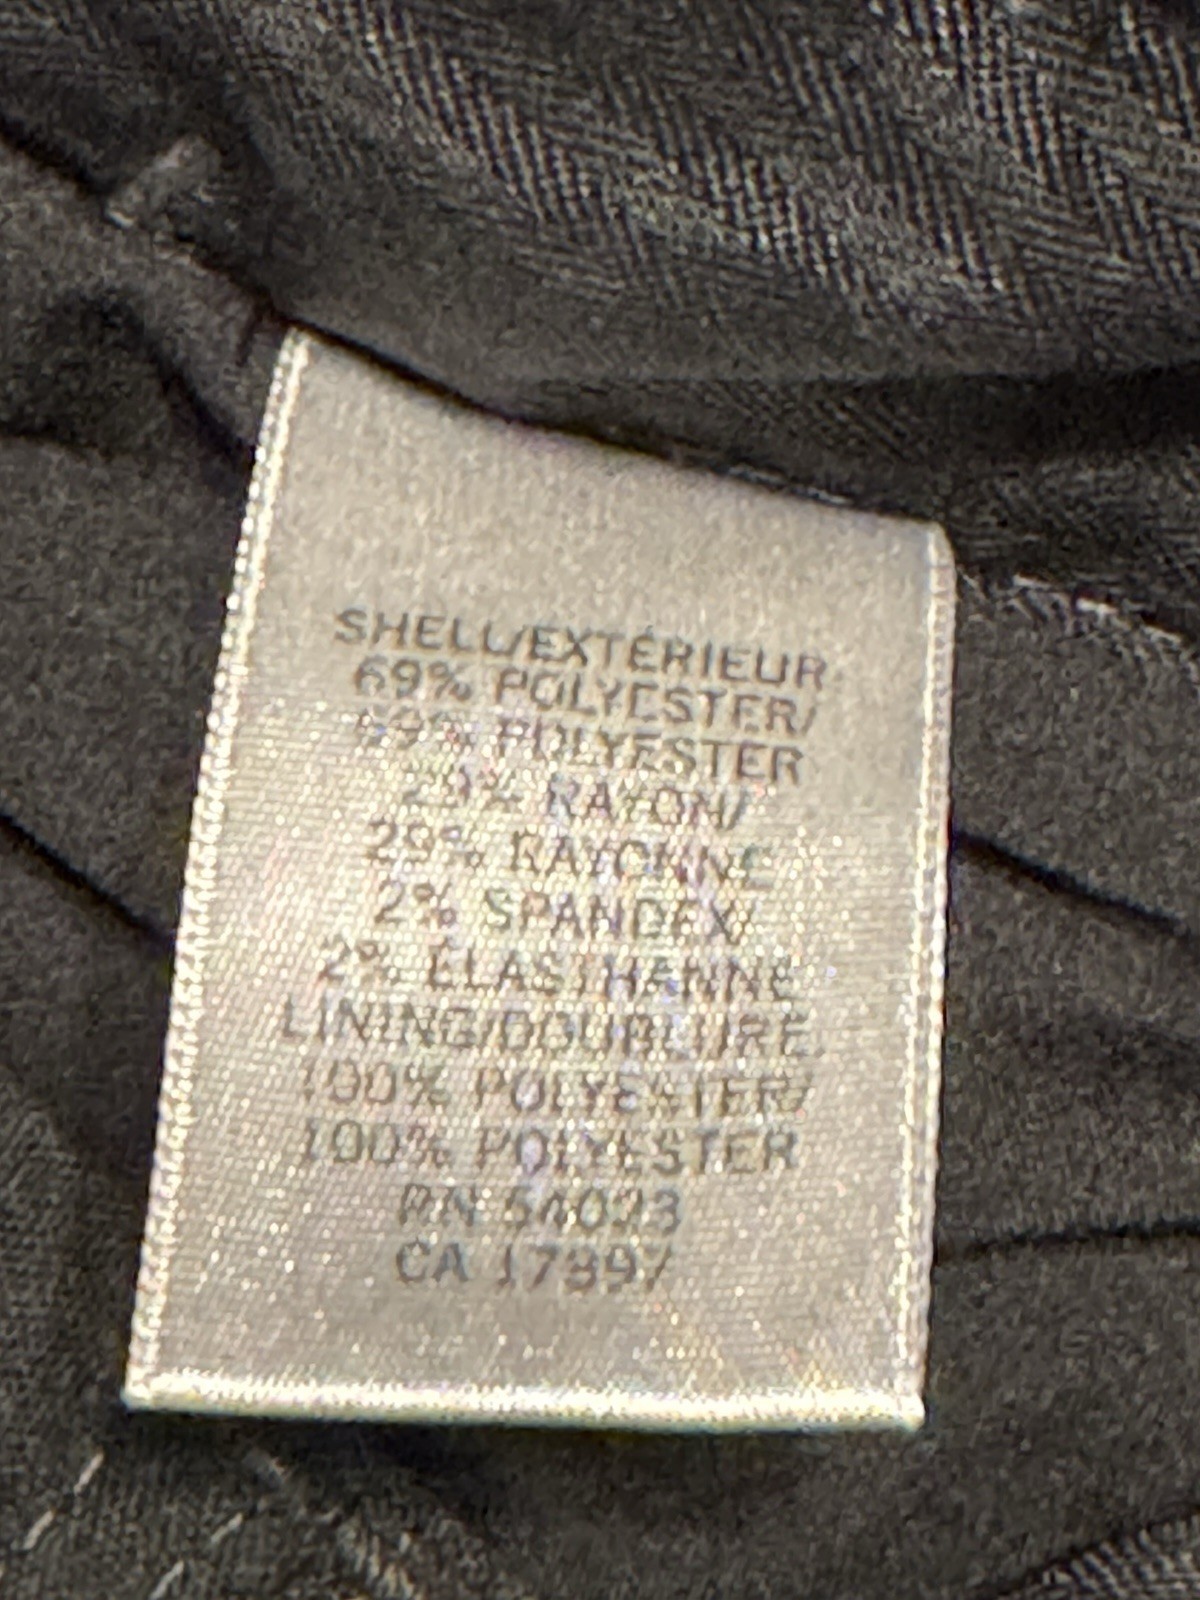 SHELL/EXTÉRIEUR
69% POLYESTER/
69% POLYESTER
29% RAYON/
29% RAYONNE
2% SPANDEX/
2% ÉLASTHANNE
LINING/DOUBLURE
100% POLYESTER/
100% POLYESTER
RN 54023
CA 17397